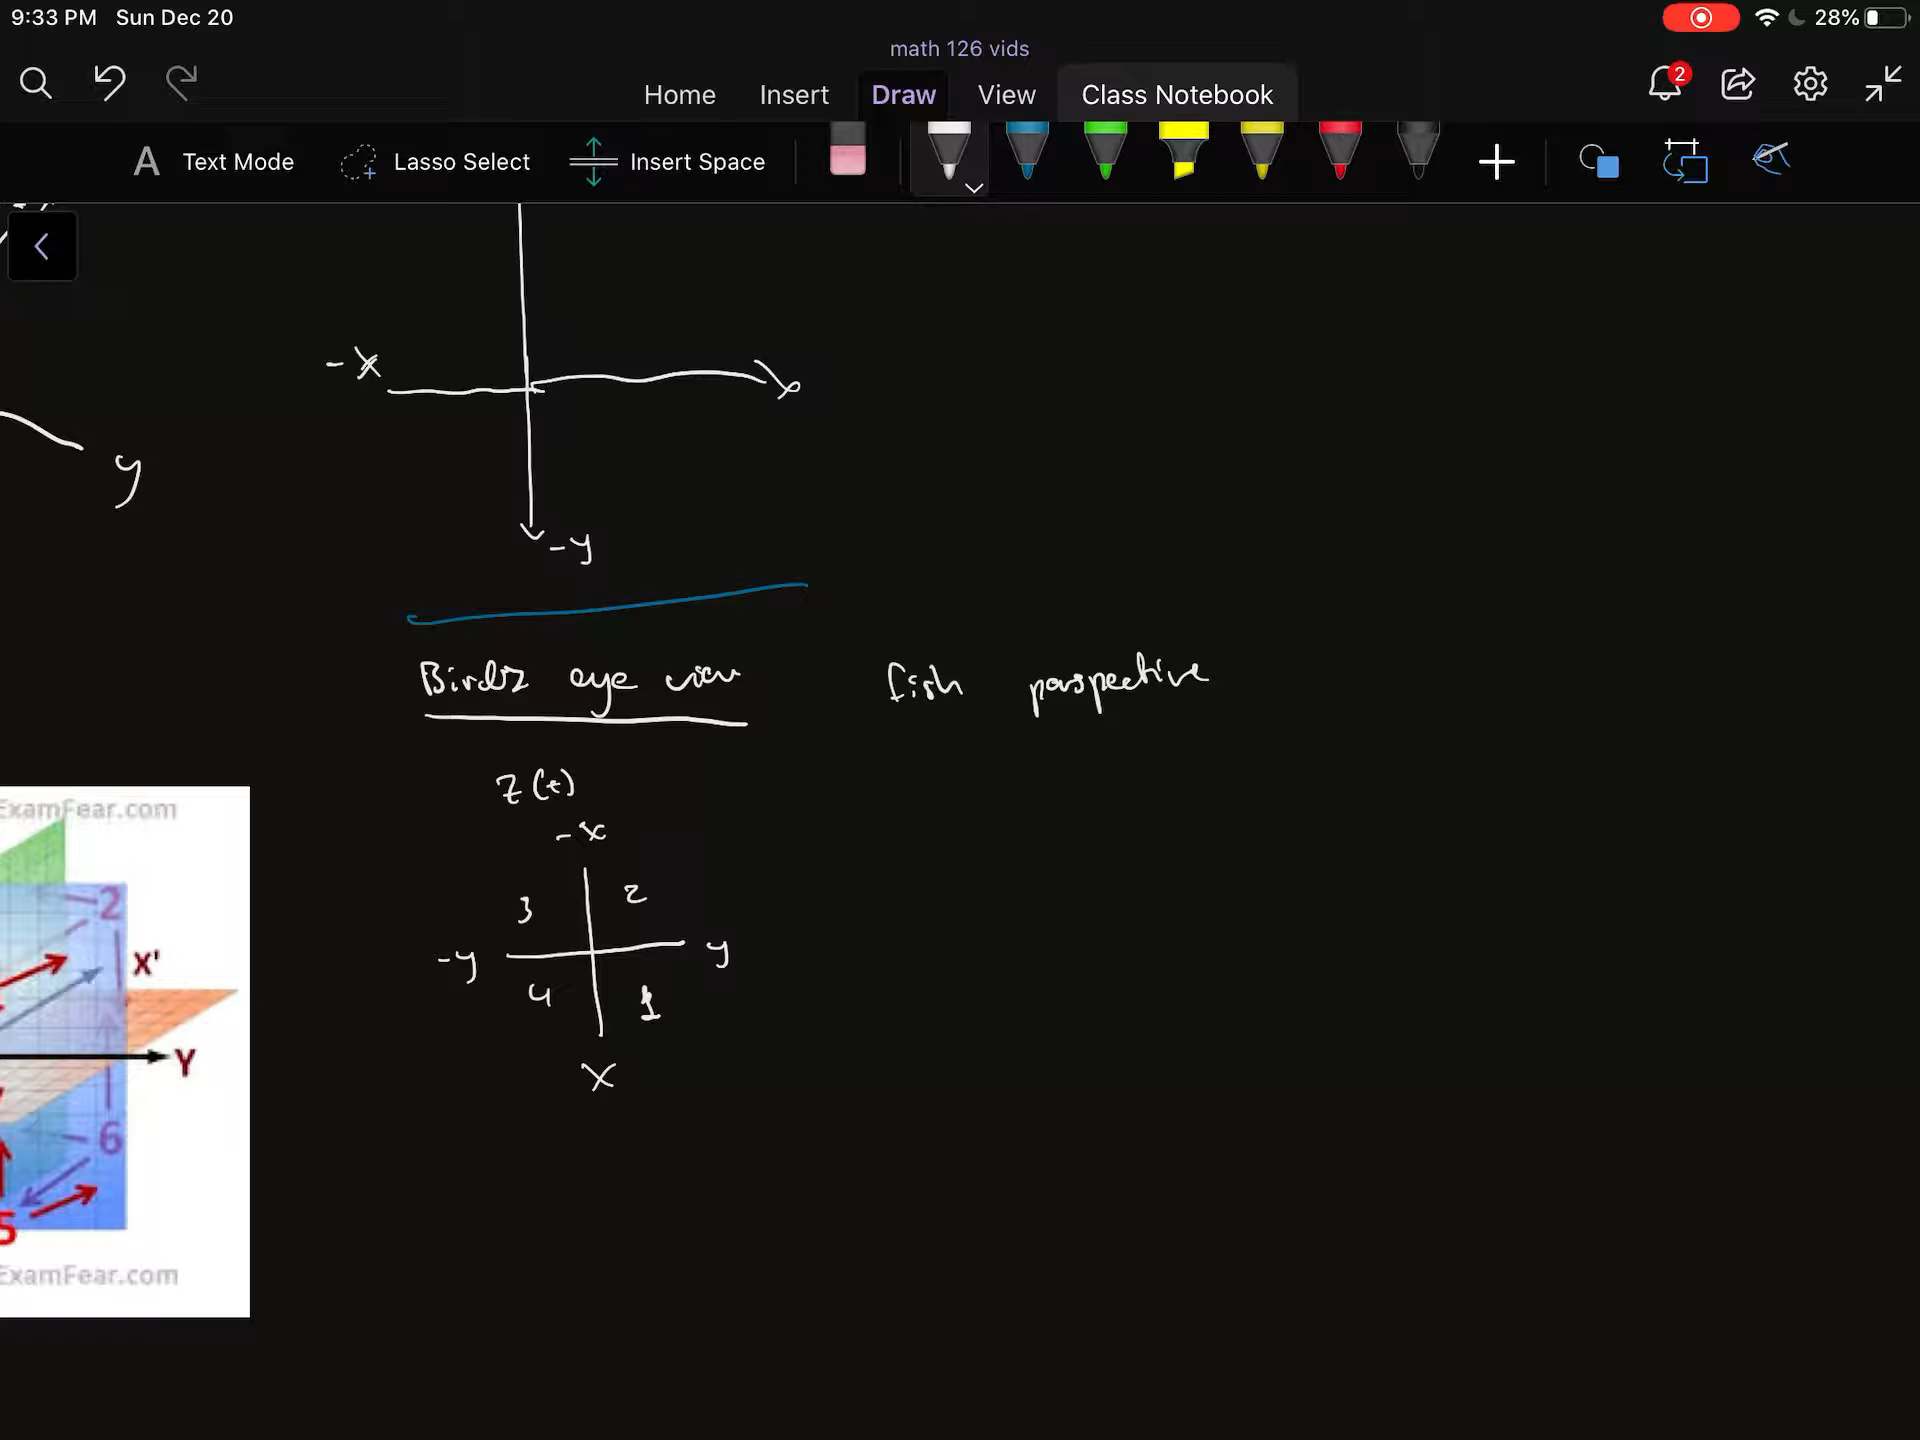 9:33 PM Sun Dec 20
28%
math 126 vids
Home Insert Draw View Class Notebook
2
A Text Mode Lasso Select Insert Space
-x
x
y
-y
Birds eye view fish perspective
z (+)
-x
3 2
-y y
4 1
x
ExamFear.com
2
X'
Y
6
5
ExamFear.com